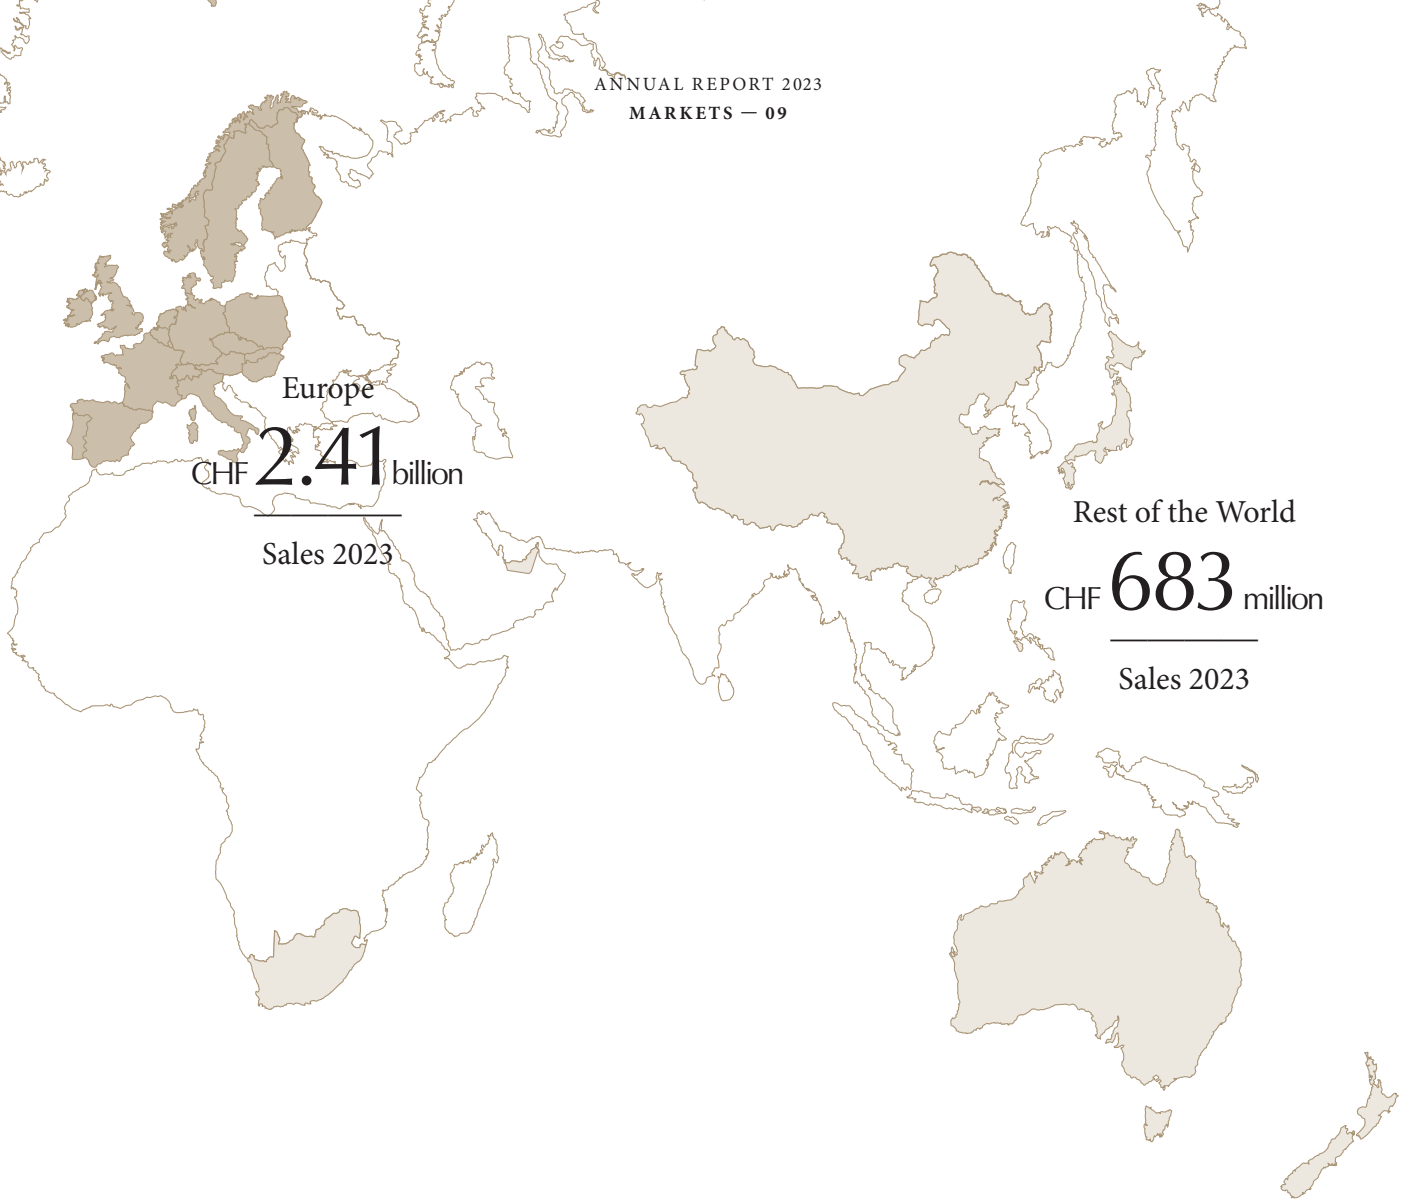 ANNUAL REPORT 2023
MARKETS — 09
Europe
CHF 2.41 billion
Sales 2023
Rest of the World
CHF 683 million
Sales 2023